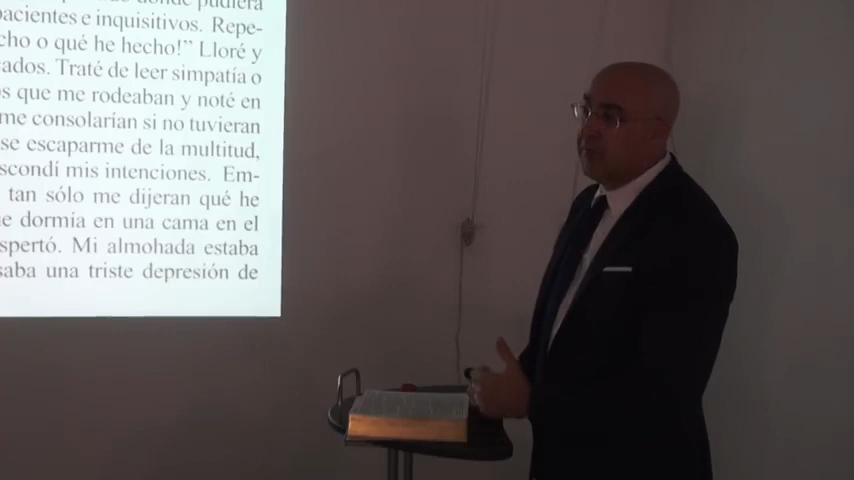 donde pudiera
pacientes e inquisitivos. Repe-
cho o qué he hecho!” Lloré y
ados. Traté de leer simpatía o
s que me rodeaban y noté en
me consolarían si no tuvieran
se escaparme de la multitud,
scondí mis intenciones. Em-
tan sólo me dijeran qué he
e dormía en una cama en el
spertó. Mi almohada estaba
saba una triste depresión de